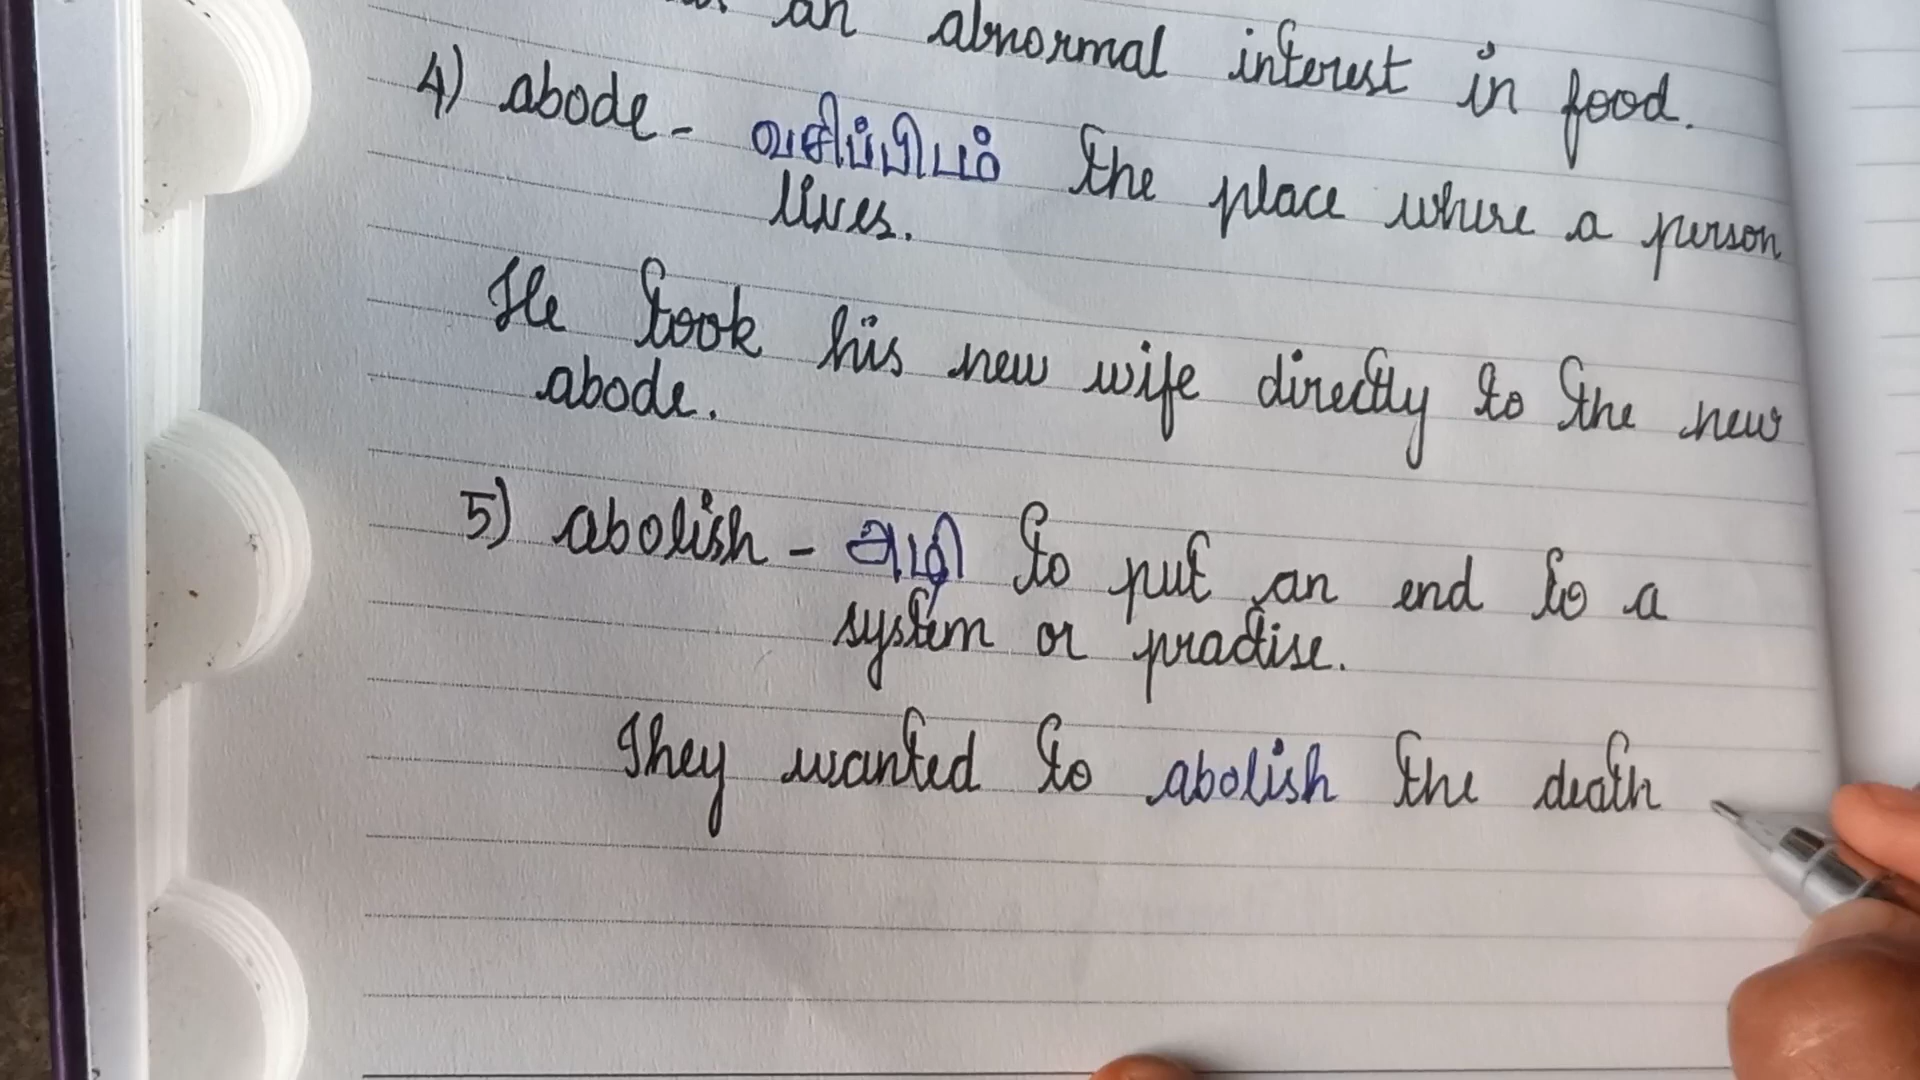 an abnormal interest in food.
4) abode - வசிப்பிடம் the place where a person
lives.
He took his new wife directly to the new
abode.
5) abolish - அழி to put an end to a
system or practise.
They wanted to abolish the death